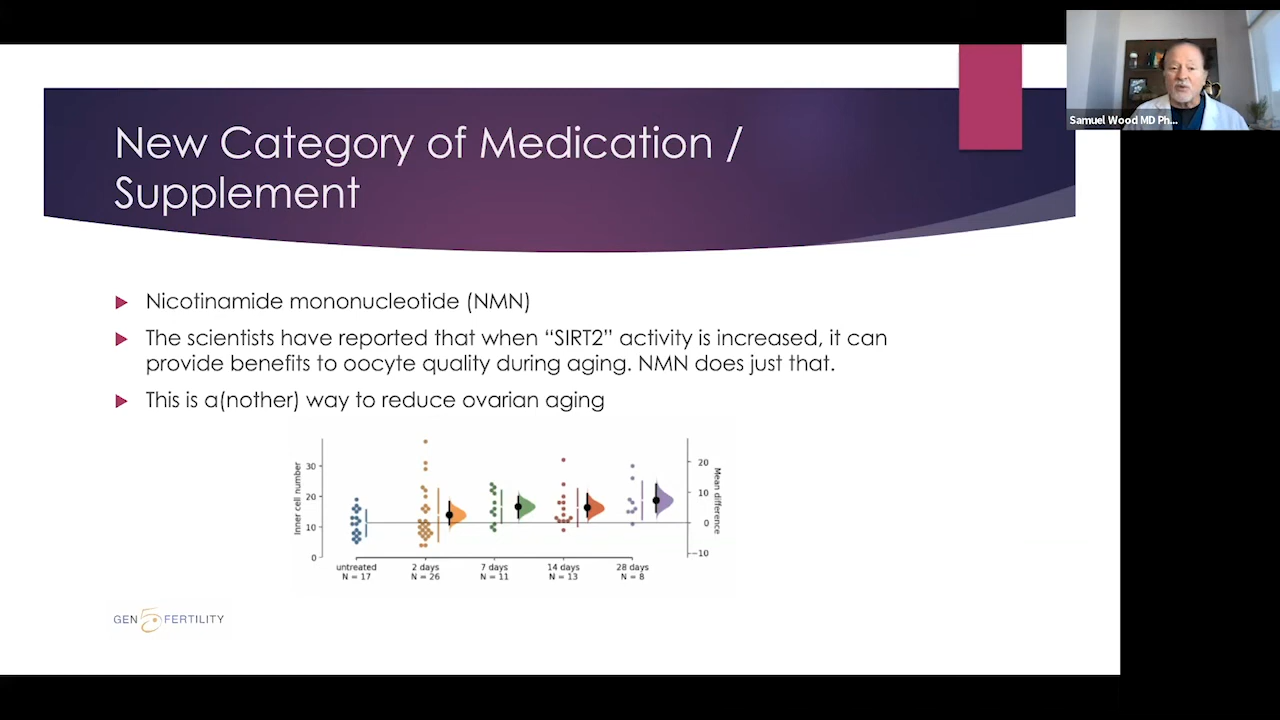 New Category of Medication /
Supplement
Samuel Wood MD Ph...
Nicotinamide mononucleotide (NMN)
The scientists have reported that when “SIRT2” activity is increased, it can
provide benefits to oocyte quality during aging. NMN does just that.
This is a(nother) way to reduce ovarian aging
Inner cell number
30
20
10
0
untreated
N = 17
2 days
N = 26
7 days
N = 11
14 days
N = 13
28 days
N = 8
20
10
0
−10
Mean difference
GEN 5 FERTILITY